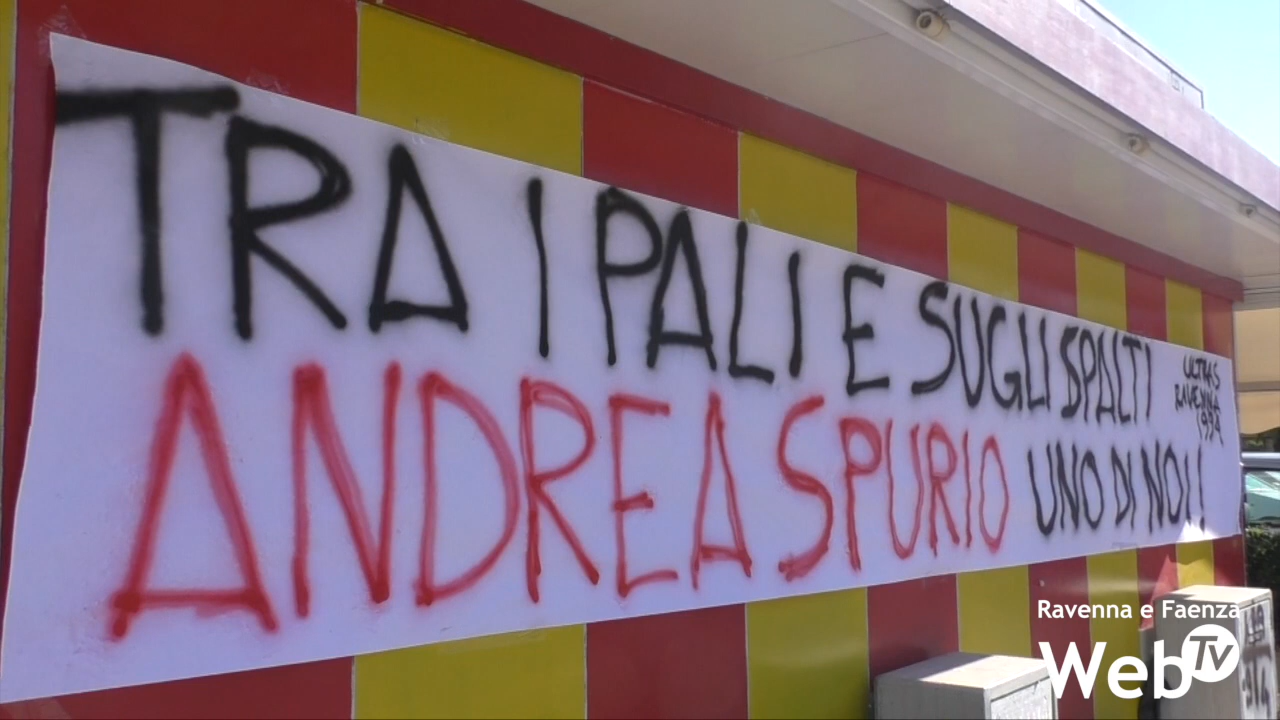 TRA I PALI E SUGLI SPALTI
ULTRAS
RAVENNA
1994
ANDREA SPURIO UNO DI NOI!
Ravenna e Faenza
WebTv